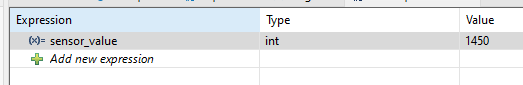 Expression Type Value
(x)= sensor_value int 1450
Add new expression